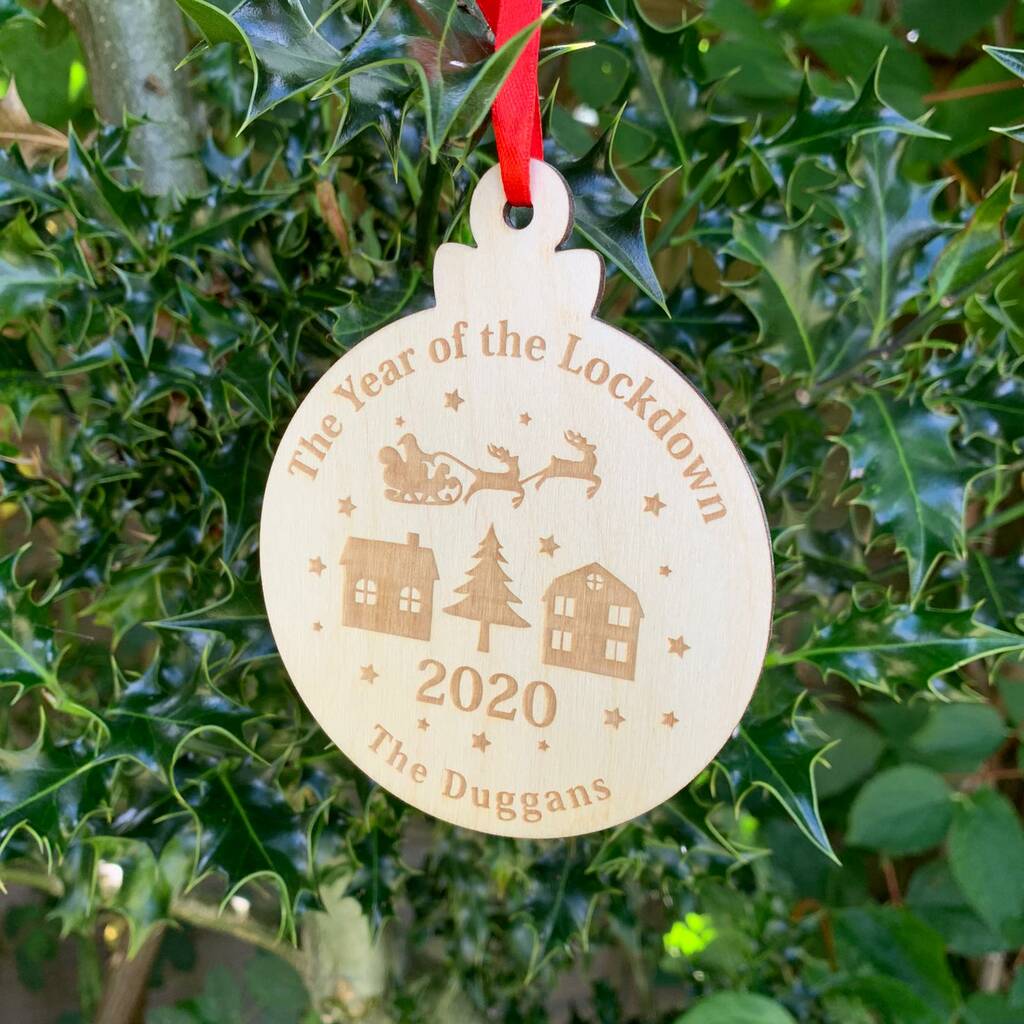 The Year of the Lockdown
2020
The Duggans